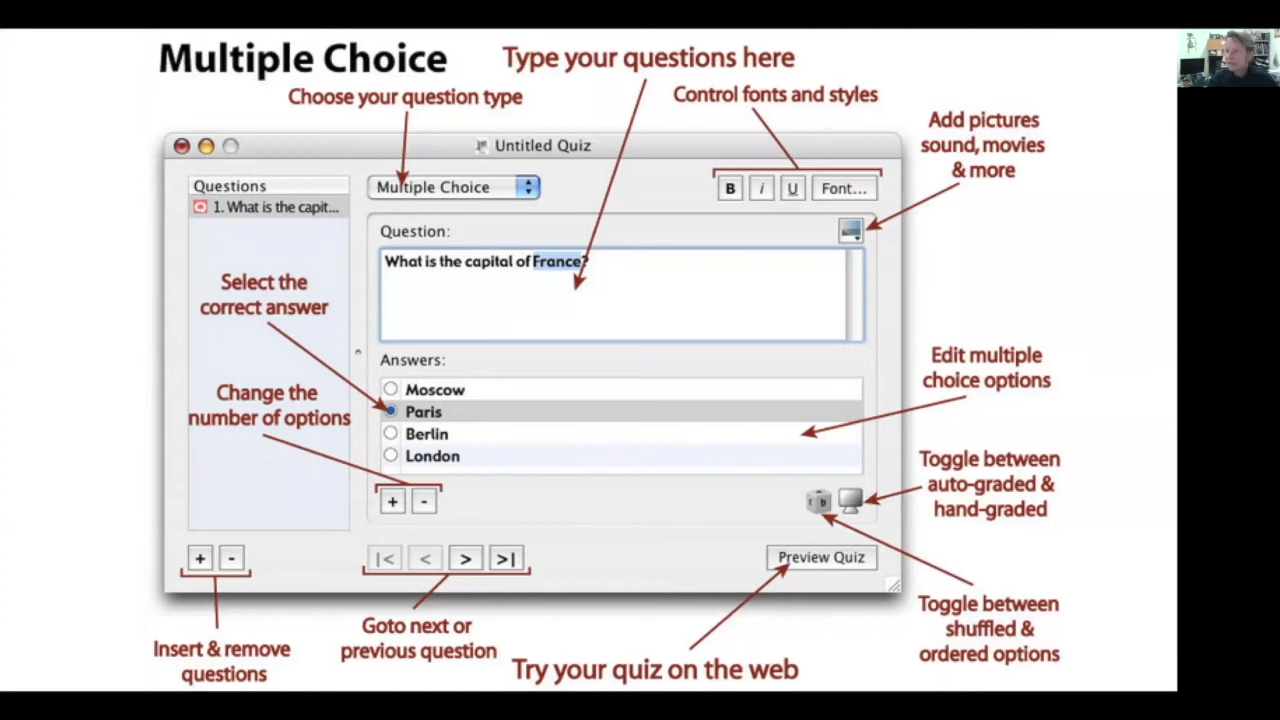 Multiple Choice
Type your questions here
Choose your question type
Control fonts and styles
Add pictures
sound, movies
& more
Untitled Quiz
Questions
Multiple Choice
B i U Font...
1. What is the capit...
Question:
What is the capital of France?
Select the
correct answer
Answers:
Moscow
Paris
Berlin
London
Edit multiple
choice options
Change the
number of options
+ -
t b
Toggle between
auto-graded &
hand-graded
+ -
|< < > >|
Preview Quiz
Toggle between
shuffled &
ordered options
Insert & remove
questions
Goto next or
previous question
Try your quiz on the web